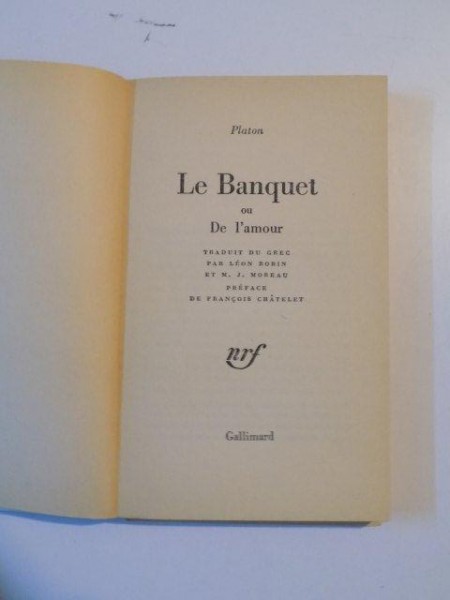 Platon
Le Banquet
ou
De l'amour
TRADUIT DU GREC
PAR LÉON ROBIN
ET M. J. MOREAU
PRÉFACE
DE FRANÇOIS CHÂTELET
nrf
Gallimard